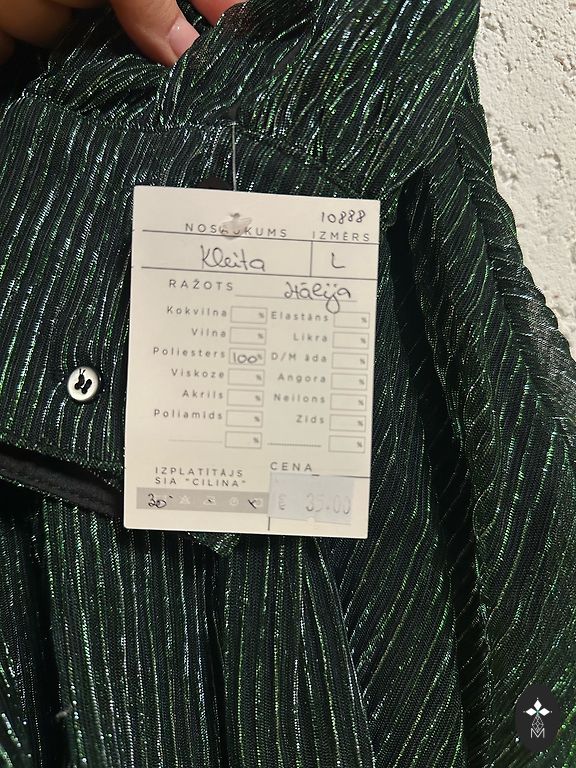 10888
NOSAUKUMS IZMĒRS
Kleita L
RAŽOTS Itālija
Kokvilna % Elastāns %
Vilna % Likra %
Poliesters 100% D/M āda %
Viskoze % Angora %
Akrils % Neilons %
Poliamīds % Zīds %
% %
IZPLATĪTĀJS CENA
SIA "CILINA"
30° € 35.00
M